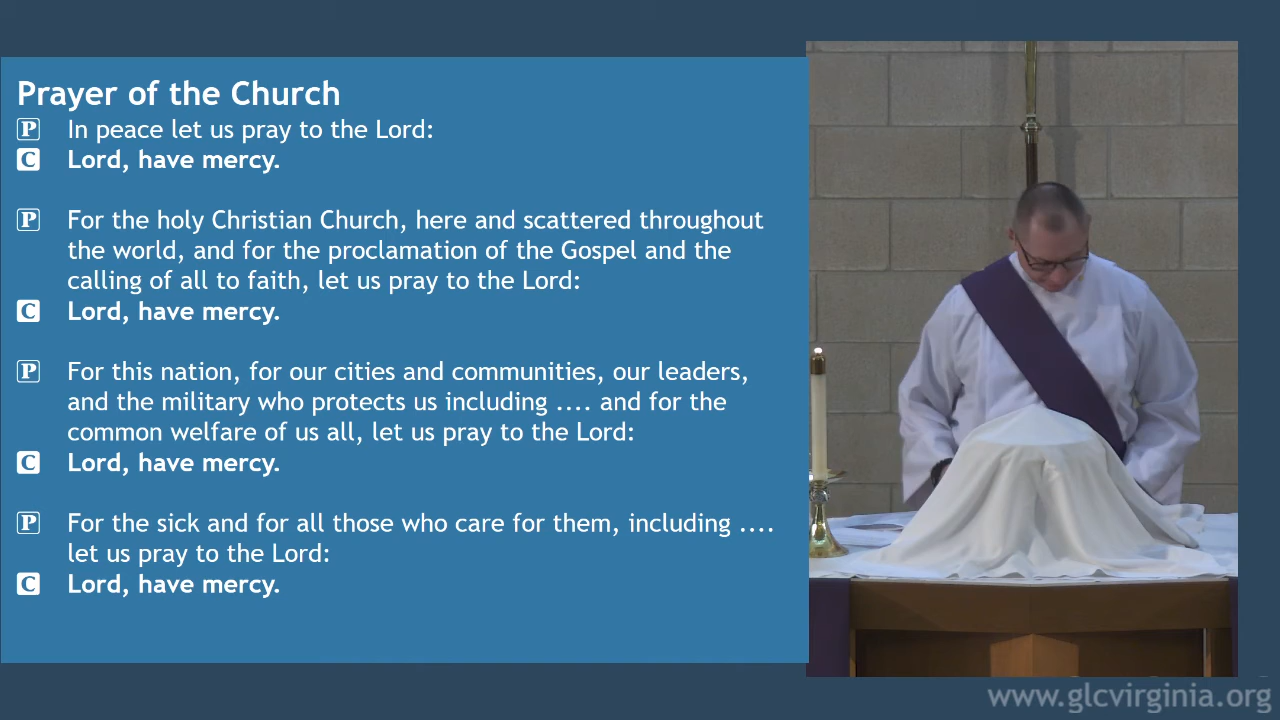 Prayer of the Church
P In peace let us pray to the Lord:
C Lord, have mercy.
P For the holy Christian Church, here and scattered throughout
the world, and for the proclamation of the Gospel and the
calling of all to faith, let us pray to the Lord:
C Lord, have mercy.
P For this nation, for our cities and communities, our leaders,
and the military who protects us including .... and for the
common welfare of us all, let us pray to the Lord:
C Lord, have mercy.
P For the sick and for all those who care for them, including ....
let us pray to the Lord:
C Lord, have mercy.
www.glcvirginia.org